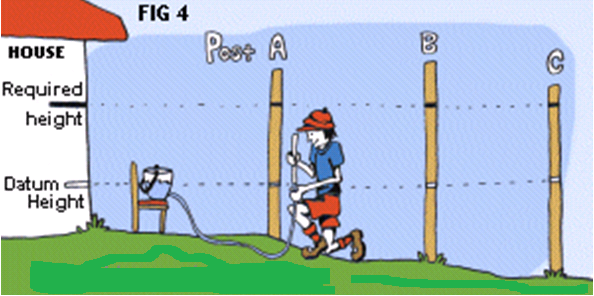 FIG 4
HOUSE
Post A
B
C
Required
height
Datum
Height